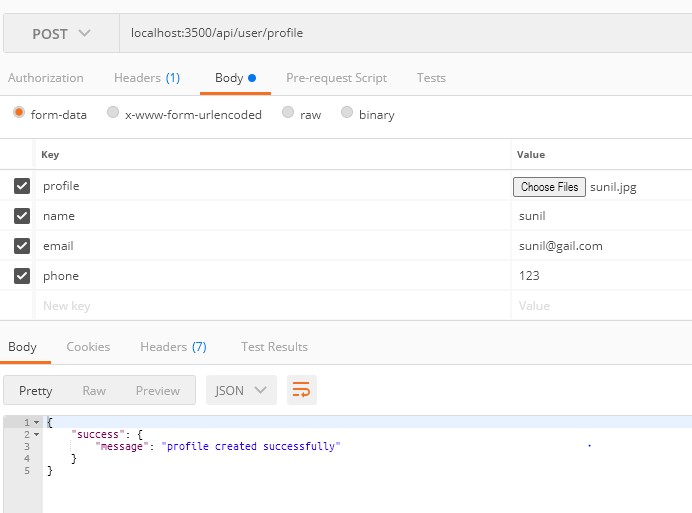 POST localhost:3500/api/user/profile
Authorization Headers (1) Body Pre-request Script Tests
form-data x-www-form-urlencoded raw binary
Key Value
profile Choose Files sunil.jpg
name sunil
email sunil@gail.com
phone 123
New key Value
Body Cookies Headers (7) Test Results
Pretty Raw Preview JSON
1 {
2 "success": {
3 "message": "profile created successfully"
4 }
5 }